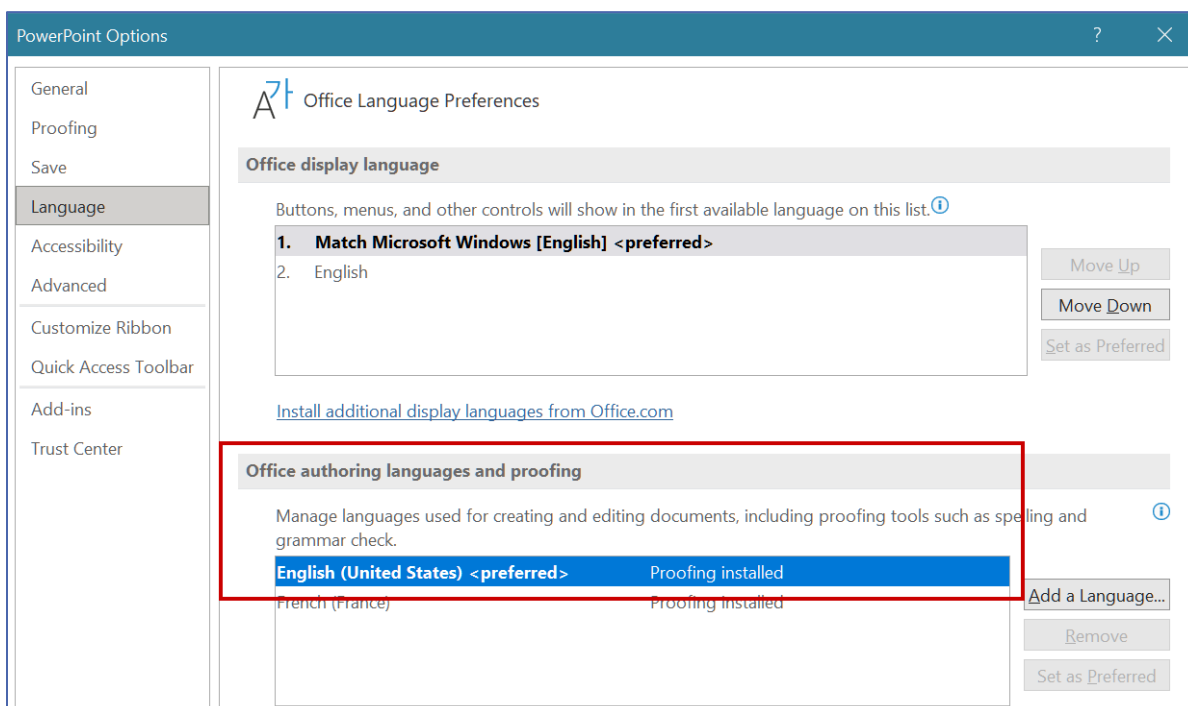 PowerPoint Options
?
General
Proofing
Save
Language
Accessibility
Advanced
Customize Ribbon
Quick Access Toolbar
Add-ins
Trust Center
A가 Office Language Preferences
Office display language
Buttons, menus, and other controls will show in the first available language on this list.
1. Match Microsoft Windows [English] <preferred>
2. English
Move Up
Move Down
Set as Preferred
Install additional display languages from Office.com
Office authoring languages and proofing
Manage languages used for creating and editing documents, including proofing tools such as spelling and
grammar check.
English (United States) <preferred> Proofing installed
French (France) Proofing installed
Add a Language...
Remove
Set as Preferred